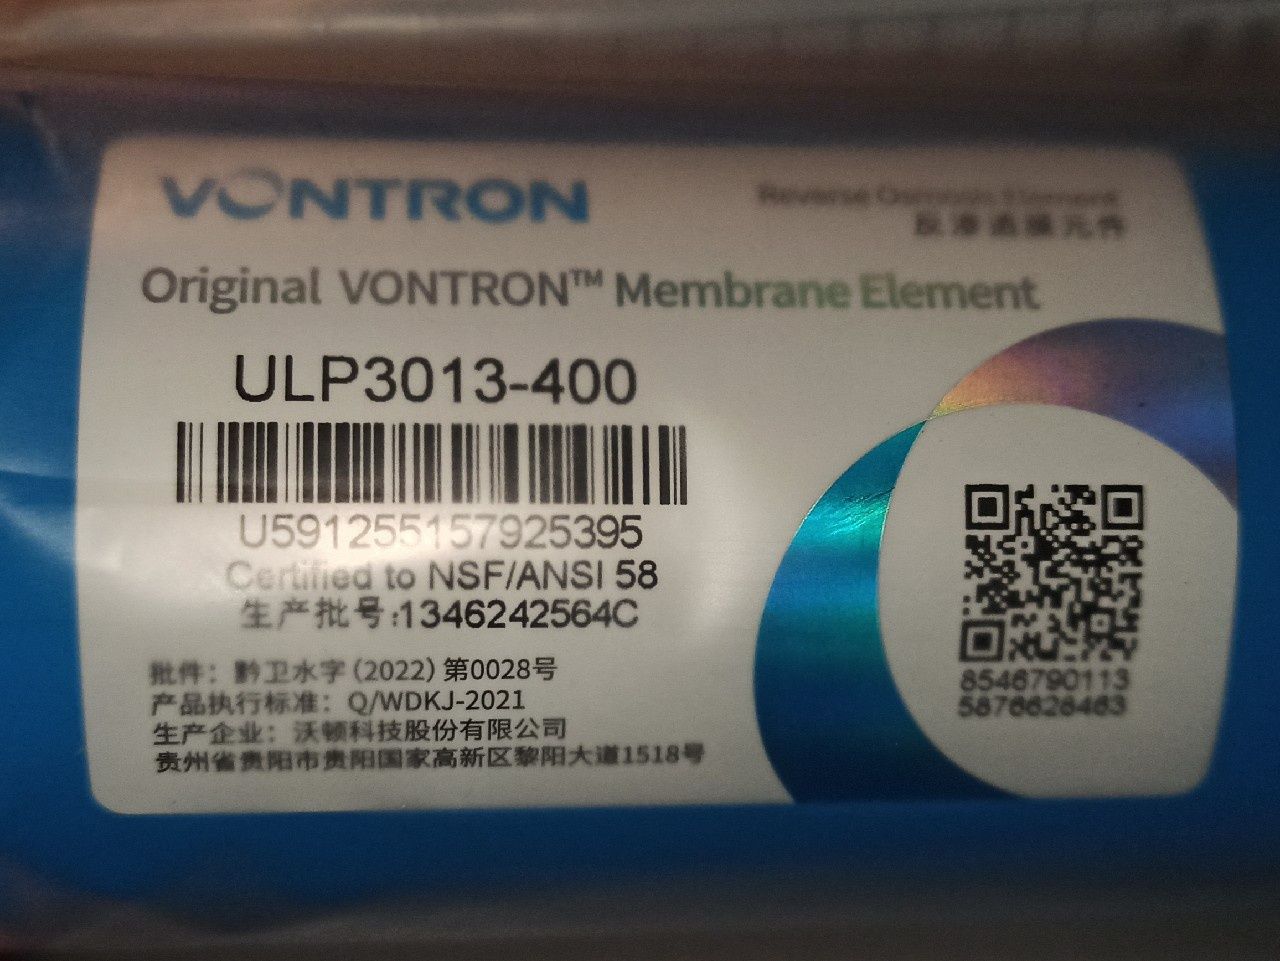 VONTRON
Reverse Osmosis Element
反渗透膜元件
Original VONTRON™ Membrane Element
ULP3013-400
U591255157925395
Certified to NSF/ANSI 58
生产批号:1346242564C
批件：黔卫水字（2022）第0028号
产品执行标准：Q/WDKJ-2021
生产企业：沃顿科技股份有限公司
贵州省贵阳市贵阳国家高新区黎阳大道1518号
8546790113
5876628463